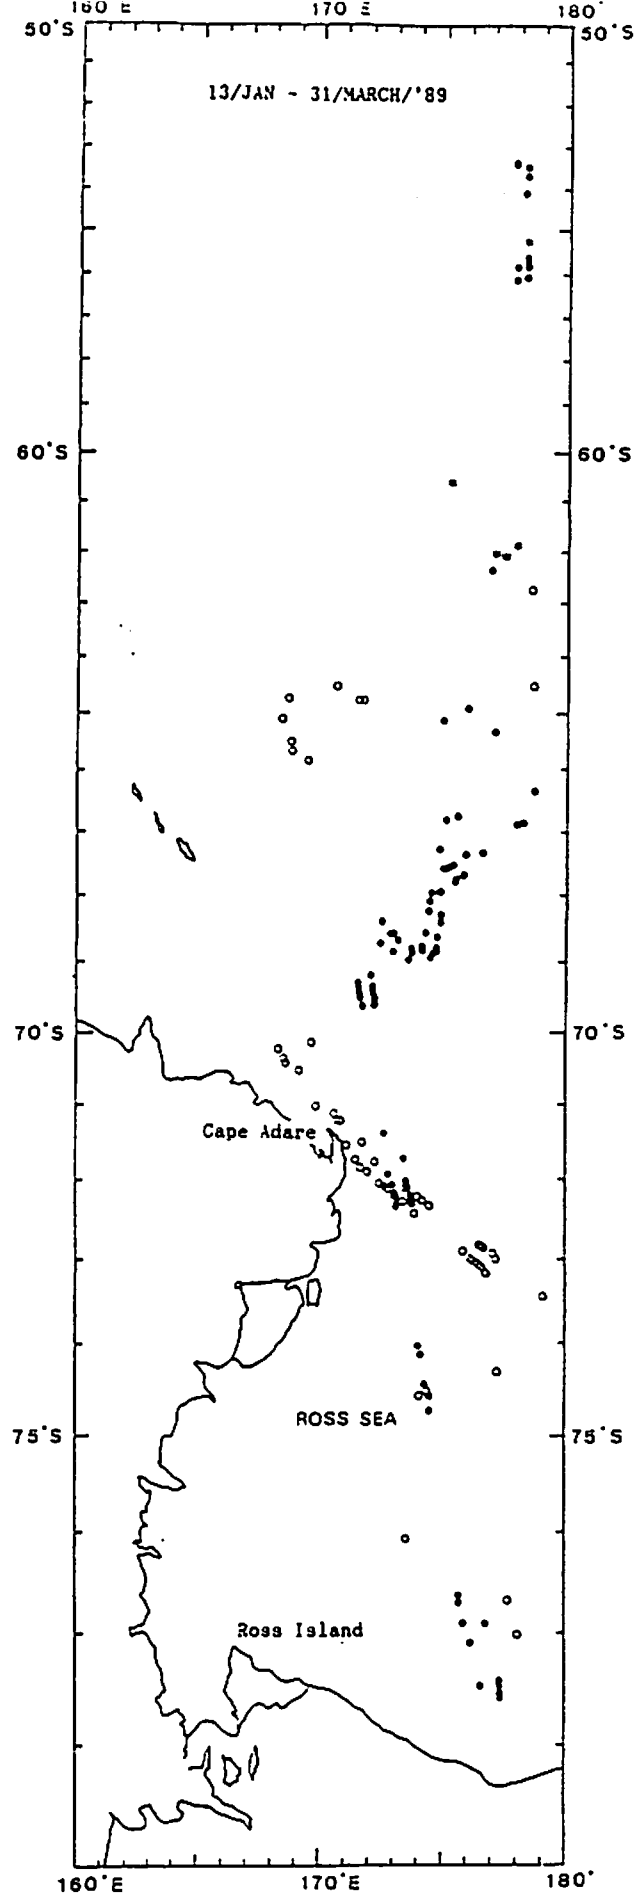 160°E 170°E 180°
50°S 50°S
13/JAN - 31/MARCH/'89
60°S 60°S
70°S 70°S
Cape Adare
ROSS SEA
75°S 75°S
Ross Island
160°E 170°E 180°